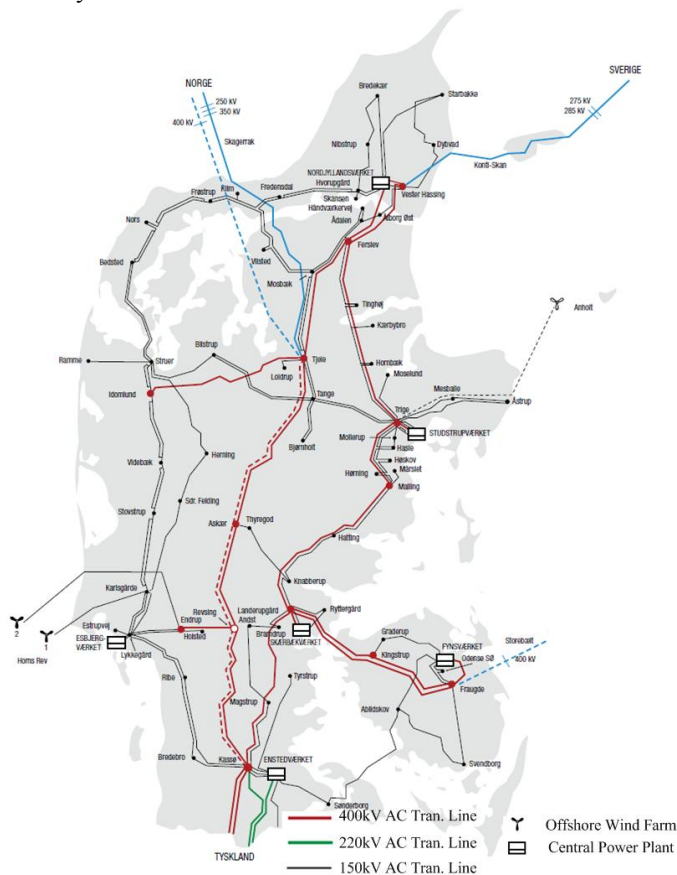 NORGE
SVERIGE
250 kV
350 kV
400 kV
Skagerrak
275 kV
285 kV
Konti-Skan
Bredekær
Starbakke
Nibstrup
Dybvad
NORDJYLLANDSVÆRKET
Hvorupgård
Vester Hassing
Skansen
Håndværkervej
Ådalen
Ålborg Øst
Ferslev
Fredensdal
Klim
Frøstrup
Nors
Vilsted
Bedsted
Mosbæk
Tinghøj
Kærbybro
Anholt
Hornbæk
Moselund
Mesballe
Åstrup
Bilstrup
Tjele
Ramme
Struer
Loldrup
Idomlund
Tange
Trige
STUDSTRUPVÆRKET
Mollerup
Hasle
Bjørnholt
Høskov
Mårslet
Hørning
Malling
Videbæk
Herning
Sdr. Felding
Stovstrup
Askær
Thyregod
Hatting
Knabberup
Karlsgårde
Revsing
Landerupgård
Ryttergård
Andst
Bramdrup
SKÆRBÆKVÆRKET
Endrup
Holsted
Estrupvej
ESBJERG-
VÆRKET
Lykkegård
2
1
Horns Rev
Graderup
FYNSVÆRKET
Storebælt
Odense SØ
400 kV
Kingstrup
Fraugde
Ribe
Tyrstrup
Magstrup
Abildskov
Svendborg
Bredebro
Kassø
ENSTEDVÆRKET
Sønderborg
TYSKLAND
400kV AC Tran. Line
220kV AC Tran. Line
150kV AC Tran. Line
Offshore Wind Farm
Central Power Plant